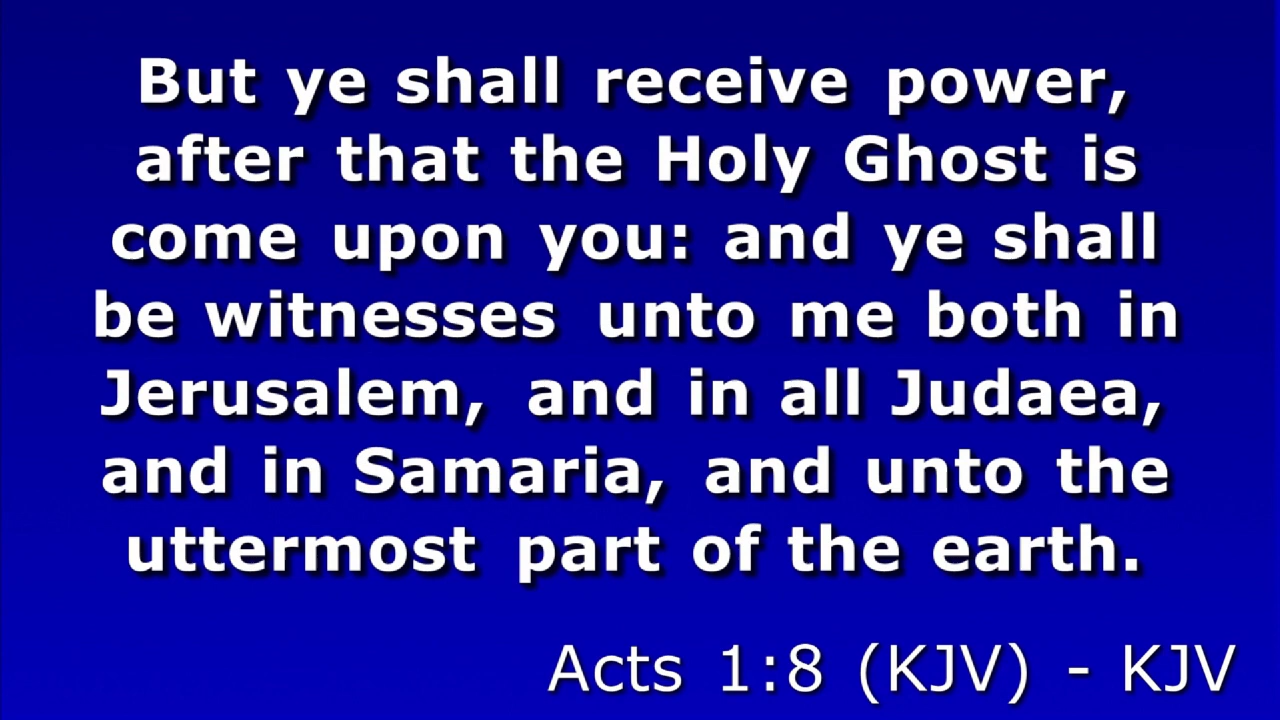 But ye shall receive power,
after that the Holy Ghost is
come upon you: and ye shall
be witnesses unto me both in
Jerusalem, and in all Judaea,
and in Samaria, and unto the
uttermost part of the earth.
Acts 1:8 (KJV) - KJV